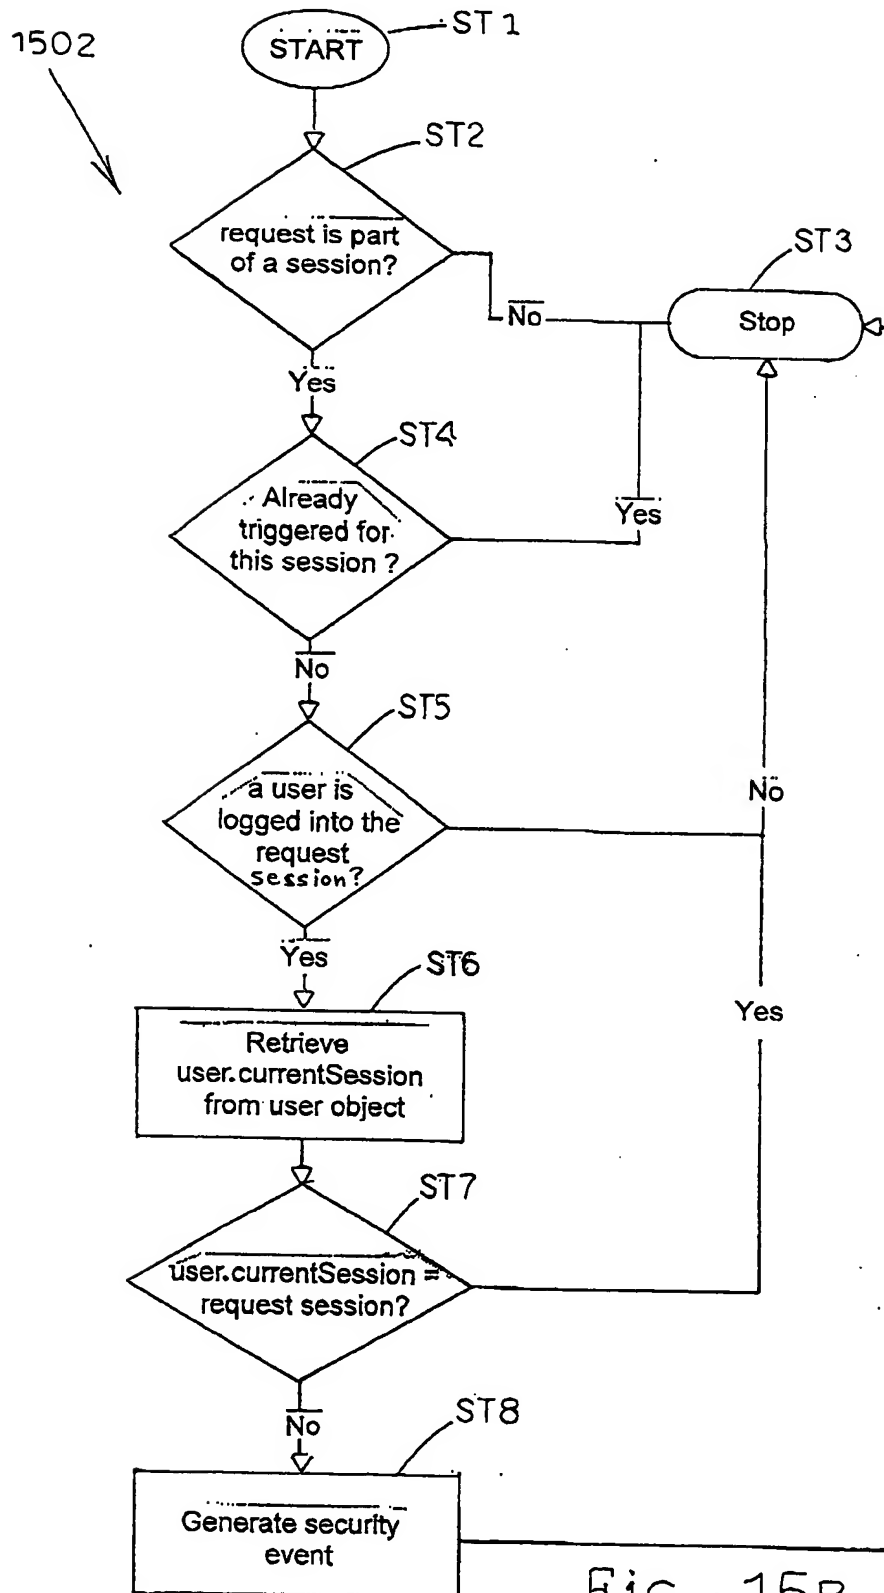 1502
START
ST1
ST2
request is part
of a session?
No
ST3
Stop
Yes
ST4
Already
triggered for
this session ?
Yes
No
ST5
a user is
logged into the
request
session?
No
Yes
ST6
Retrieve
user.currentSession
from user object
Yes
ST7
user.currentSession =
request session?
No
ST8
Generate security
event
Fig. 15B